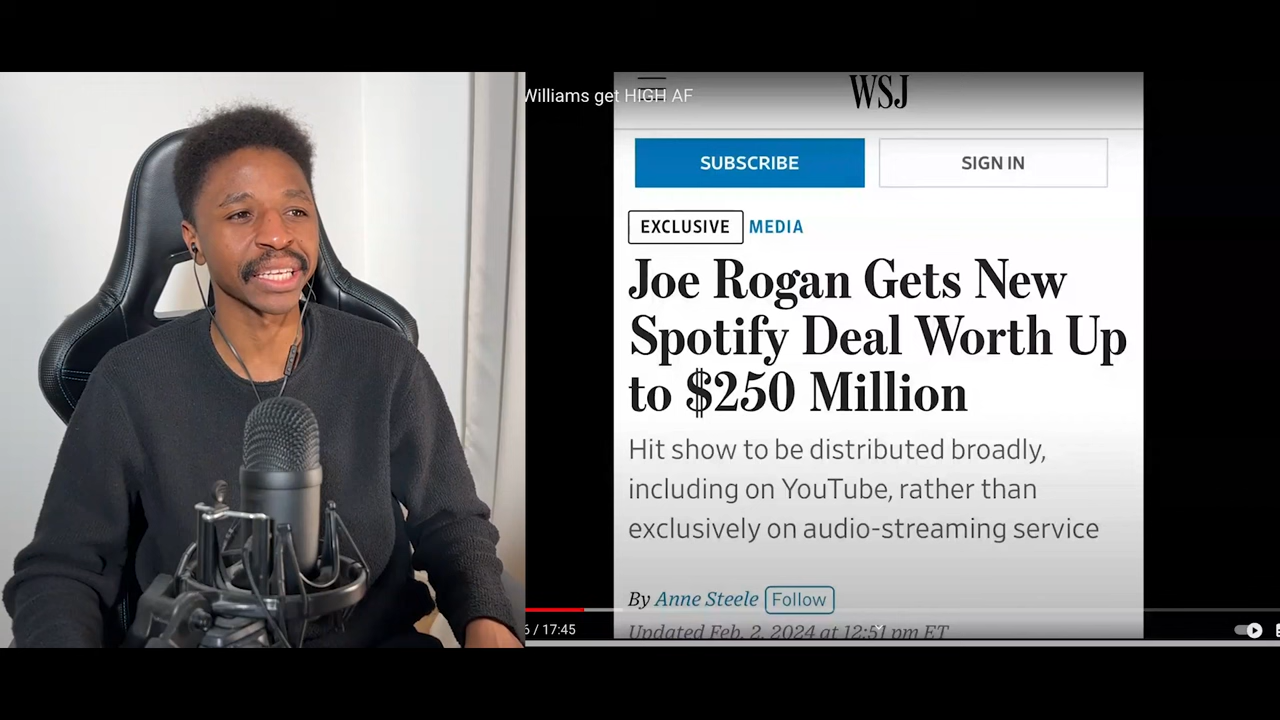 Williams get HIGH AF
WSJ
SUBSCRIBE
SIGN IN
EXCLUSIVE MEDIA
Joe Rogan Gets New
Spotify Deal Worth Up
to $250 Million
Hit show to be distributed broadly,
including on YouTube, rather than
exclusively on audio-streaming service
By Anne Steele Follow
Updated Feb. 2, 2024 at 12:51 pm ET
6 / 17:45